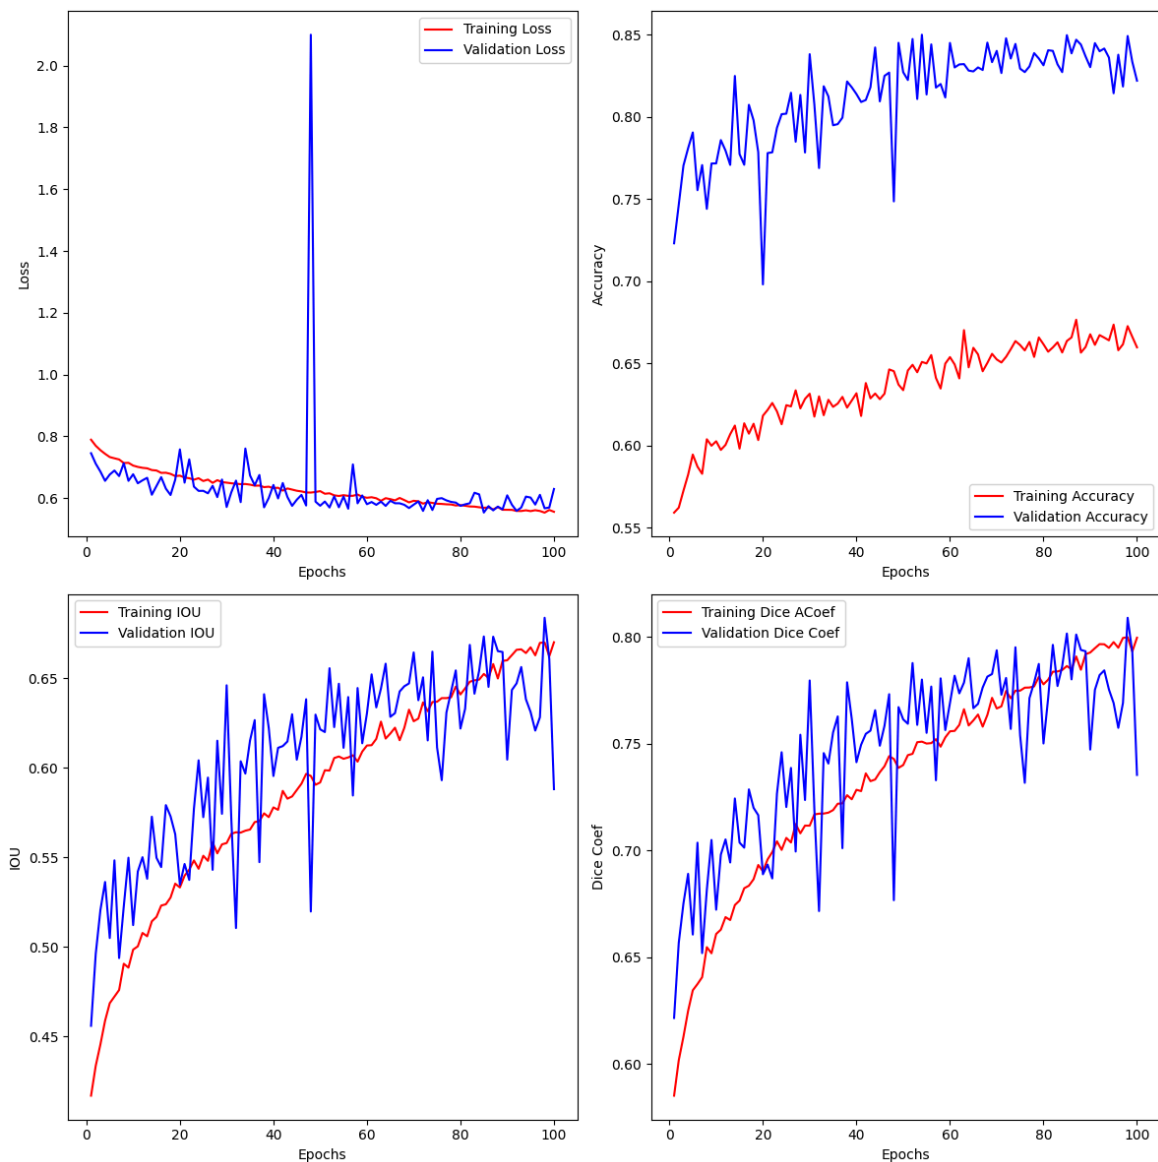 Training Loss
Validation Loss
2.0
1.8
1.6
1.4
1.2
1.0
0.8
0.6
Loss
0 20 40 60 80 100
Epochs
0.85
0.80
0.75
0.70
0.65
0.60
0.55
Accuracy
Training Accuracy
Validation Accuracy
0 20 40 60 80 100
Epochs
Training IOU
Validation IOU
0.65
0.60
0.55
0.50
0.45
IOU
0 20 40 60 80 100
Epochs
Training Dice ACoef
Validation Dice Coef
0.80
0.75
0.70
0.65
0.60
Dice Coef
0 20 40 60 80 100
Epochs